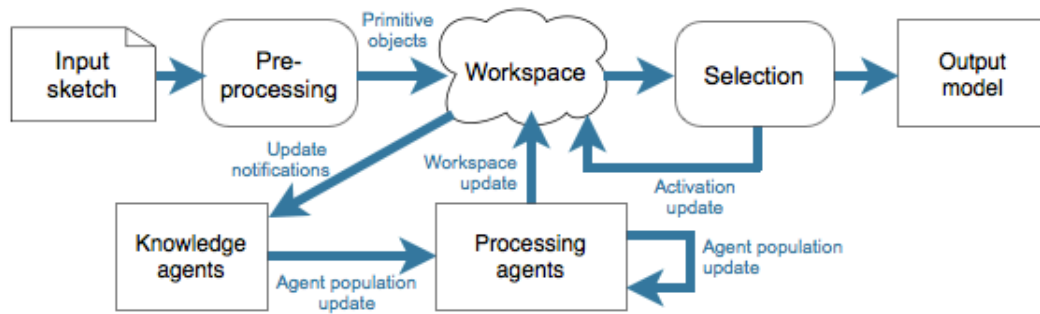 Primitive
objects
Input
sketch
Pre-
processing
Workspace
Selection
Output
model
Update
notifications
Workspace
update
Activation
update
Knowledge
agents
Agent population
update
Processing
agents
Agent population
update